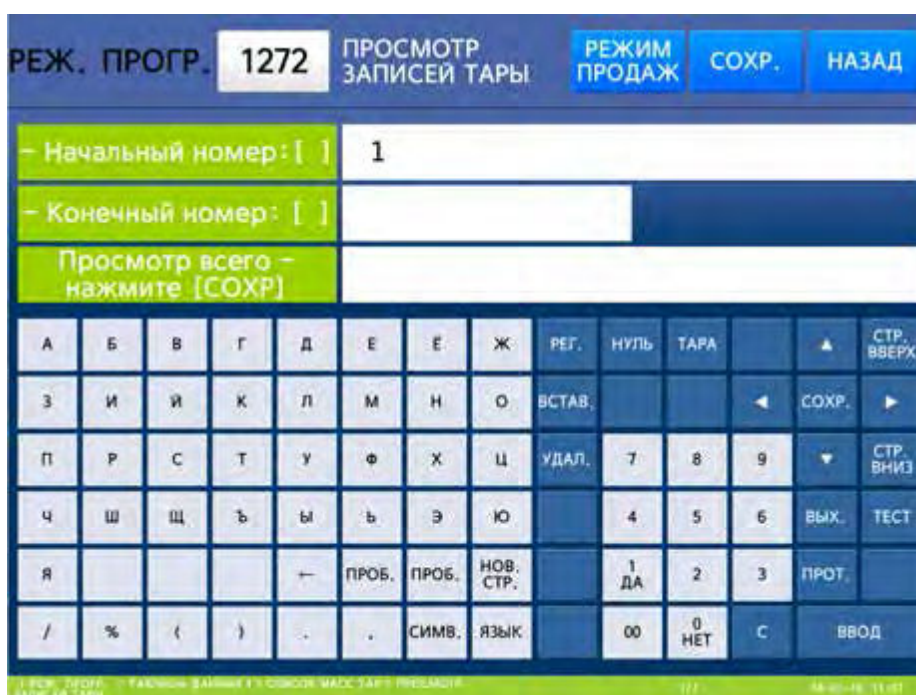 РЕЖ. ПРОГР. 1272 ПРОСМОТР ЗАПИСЕЙ ТАРЫ РЕЖИМ ПРОДАЖ СОХР. НАЗАД
- Начальный номер:[ ] 1
- Конечный номер: [ ]
Просмотр всего -
нажмите [СОХР]
А Б В Г Д Е Ё Ж РЕГ. НУЛЬ ТАРА ▲ СТР. ВВЕРХ
З И Й К Л М Н О ВСТАВ. ◄ СОХР. ►
П Р С Т У Ф Х Ц УДАЛ. 7 8 9 ▼ СТР. ВНИЗ
Ч Ш Щ Ъ Ы Ь Э Ю 4 5 6 ВЫХ. ТЕСТ
Я ← ПРОБ. ПРОБ. НОВ. СТР. 1 ДА 2 3 ПРОТ.
/ % ( ) . , СИМВ. ЯЗЫК 00 0 НЕТ С ВВОД